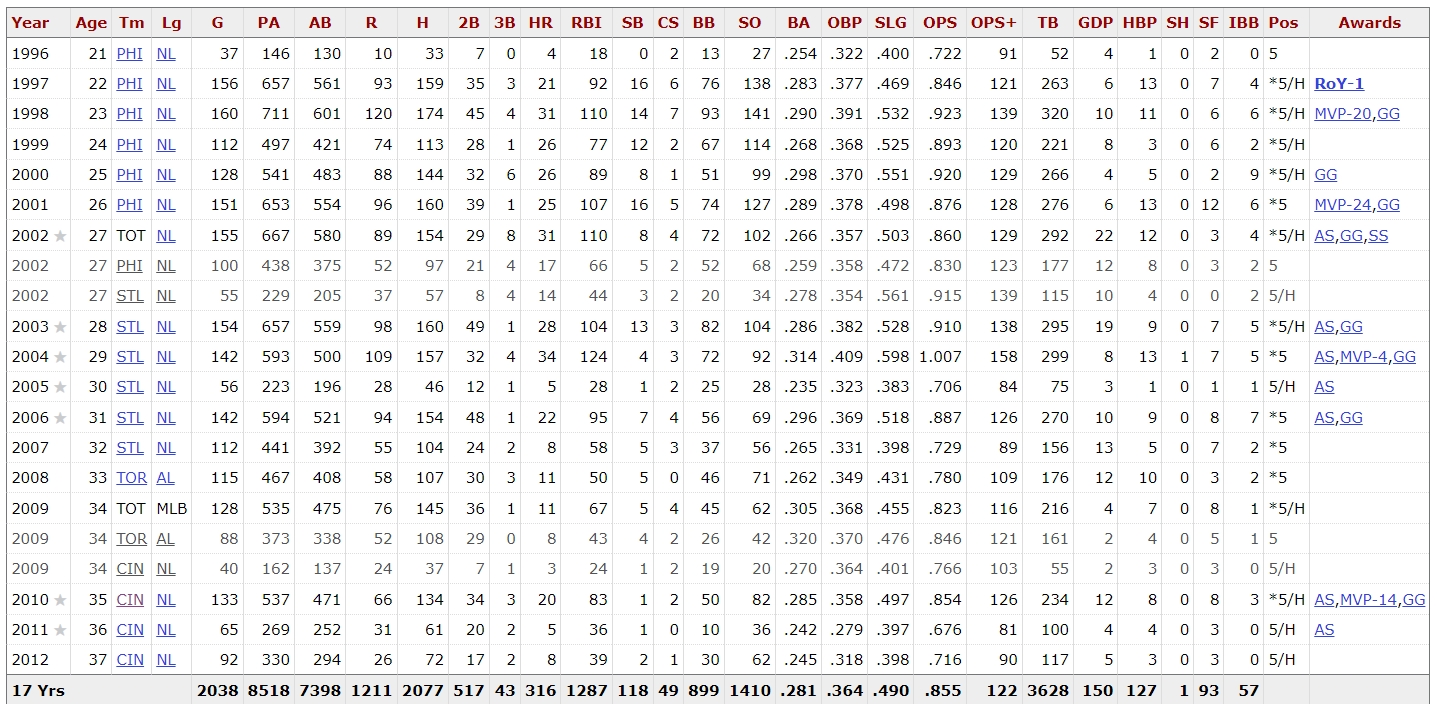 Year Age Tm Lg G PA AB R H 2B 3B HR RBI SB CS BB SO BA OBP SLG OPS OPS+ TB GDP HBP SH SF IBB Pos Awards
1996 21 PHI NL 37 146 130 10 33 7 0 4 18 0 2 13 27 .254 .322 .400 .722 91 52 4 1 0 2 0 5
1997 22 PHI NL 156 657 561 93 159 35 3 21 92 16 6 76 138 .283 .377 .469 .846 121 263 6 13 0 7 4 *5/H RoY-1
1998 23 PHI NL 160 711 601 120 174 45 4 31 110 14 7 93 141 .290 .391 .532 .923 139 320 10 11 0 6 6 *5/H MVP-20,GG
1999 24 PHI NL 112 497 421 74 113 28 1 26 77 12 2 67 114 .268 .368 .525 .893 120 221 8 3 0 6 2 *5/H
2000 25 PHI NL 128 541 483 88 144 32 6 26 89 8 1 51 99 .298 .370 .551 .920 129 266 4 5 0 2 9 *5/H GG
2001 26 PHI NL 151 653 554 96 160 39 1 25 107 16 5 74 127 .289 .378 .498 .876 128 276 6 13 0 12 6 *5 MVP-24,GG
2002 ★ 27 TOT NL 155 667 580 89 154 29 8 31 110 8 4 72 102 .266 .357 .503 .860 129 292 22 12 0 3 4 *5/H AS,GG,SS
2002 27 PHI NL 100 438 375 52 97 21 4 17 66 5 2 52 68 .259 .358 .472 .830 123 177 12 8 0 3 2 5
2002 27 STL NL 55 229 205 37 57 8 4 14 44 3 2 20 34 .278 .354 .561 .915 139 115 10 4 0 0 2 5/H
2003 ★ 28 STL NL 154 657 559 98 160 49 1 28 104 13 3 82 104 .286 .382 .528 .910 138 295 19 9 0 7 5 *5/H AS,GG
2004 ★ 29 STL NL 142 593 500 109 157 32 4 34 124 4 3 72 92 .314 .409 .598 1.007 158 299 8 13 1 7 5 *5 AS,MVP-4,GG
2005 ★ 30 STL NL 56 223 196 28 46 12 1 5 28 1 2 25 28 .235 .323 .383 .706 84 75 3 1 0 1 1 5/H AS
2006 ★ 31 STL NL 142 594 521 94 154 48 1 22 95 7 4 56 69 .296 .369 .518 .887 126 270 10 9 0 8 7 *5 AS,GG
2007 32 STL NL 112 441 392 55 104 24 2 8 58 5 3 37 56 .265 .331 .398 .729 89 156 13 5 0 7 2 *5
2008 33 TOR AL 115 467 408 58 107 30 3 11 50 5 0 46 71 .262 .349 .431 .780 109 176 12 10 0 3 2 *5
2009 34 TOT MLB 128 535 475 76 145 36 1 11 67 5 4 45 62 .305 .368 .455 .823 116 216 4 7 0 8 1 *5/H
2009 34 TOR AL 88 373 338 52 108 29 0 8 43 4 2 26 42 .320 .370 .476 .846 121 161 2 4 0 5 1 5
2009 34 CIN NL 40 162 137 24 37 7 1 3 24 1 2 19 20 .270 .364 .401 .766 103 55 2 3 0 3 0 5/H
2010 ★ 35 CIN NL 133 537 471 66 134 34 3 20 83 1 2 50 82 .285 .358 .497 .854 126 234 12 8 0 8 3 *5/H AS,MVP-14,GG
2011 ★ 36 CIN NL 65 269 252 31 61 20 2 5 36 1 0 10 36 .242 .279 .397 .676 81 100 4 4 0 3 0 5/H AS
2012 37 CIN NL 92 330 294 26 72 17 2 8 39 2 1 30 62 .245 .318 .398 .716 90 117 5 3 0 3 0 5/H
17 Yrs 2038 8518 7398 1211 2077 517 43 316 1287 118 49 899 1410 .281 .364 .490 .855 122 3628 150 127 1 93 57